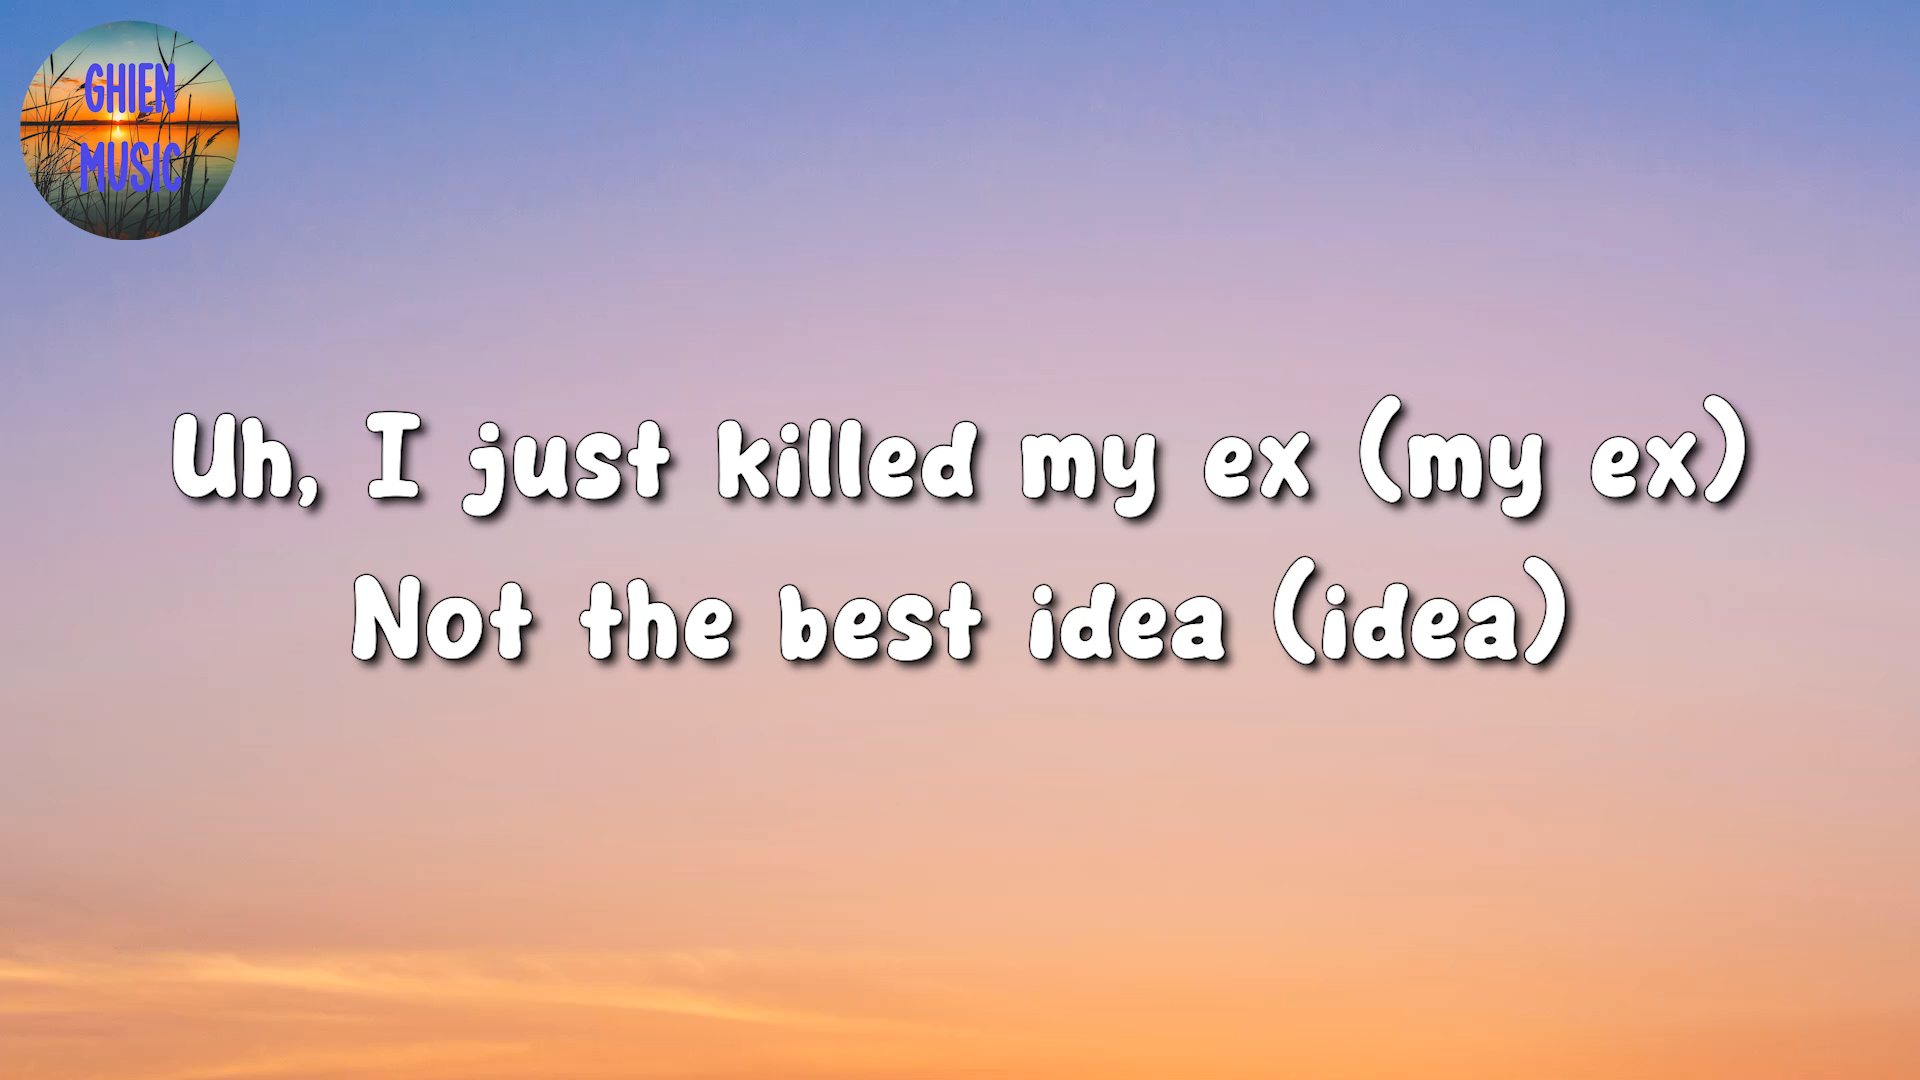 GHIEN
MUSIC
Uh, I just killed my ex (my ex)
Not the best idea (idea)